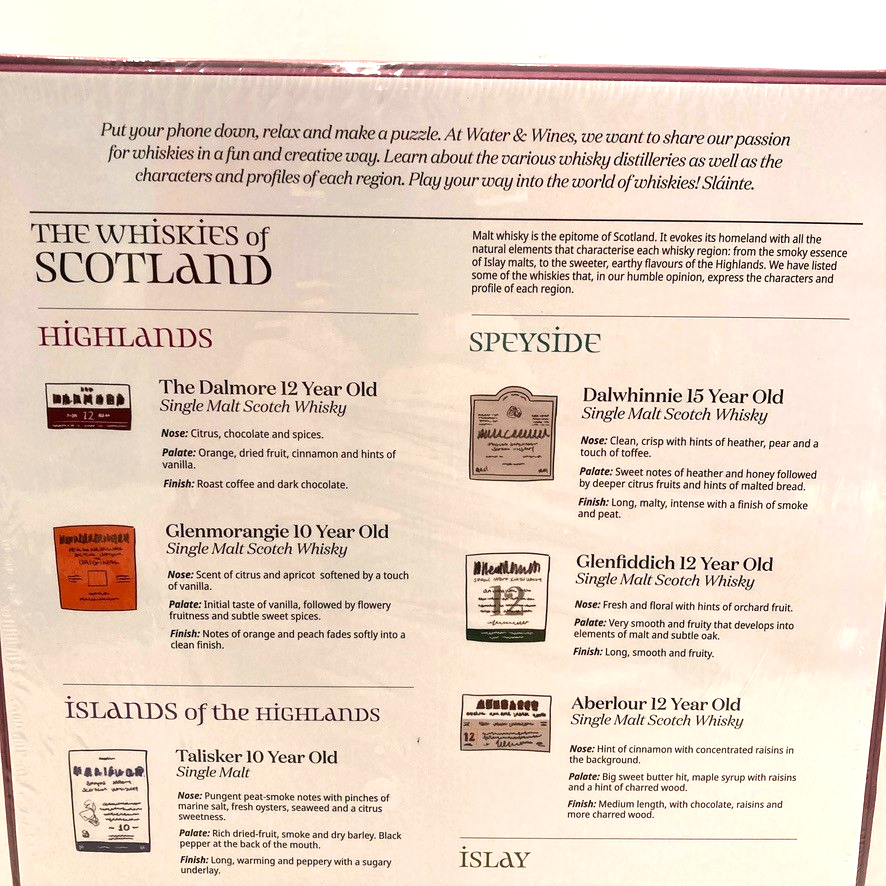 Put your phone down, relax and make a puzzle. At Water & Wines, we want to share our passion
for whiskies in a fun and creative way. Learn about the various whisky distilleries as well as the
characters and profiles of each region. Play your way into the world of whiskies! Sláinte.
THE WHISKIES of
SCOTLAND
Malt whisky is the epitome of Scotland. It evokes its homeland with all the
natural elements that characterise each whisky region: from the smoky essence
of Islay malts, to the sweeter, earthy flavours of the Highlands. We have listed
some of the whiskies that, in our humble opinion, express the characters and
profile of each region.
HIGHLANDS
The Dalmore 12 Year Old
Single Malt Scotch Whisky
Nose: Citrus, chocolate and spices.
Palate: Orange, dried fruit, cinnamon and hints of
vanilla.
Finish: Roast coffee and dark chocolate.
12
Glenmorangie 10 Year Old
Single Malt Scotch Whisky
Nose: Scent of citrus and apricot softened by a touch
of vanilla.
Palate: Initial taste of vanilla, followed by flowery
fruitness and subtle sweet spices.
Finish: Notes of orange and peach fades softly into a
clean finish.
ORIGINAL
ISLANDS of the HIGHLANDS
Talisker 10 Year Old
Single Malt
Nose: Pungent peat-smoke notes with pinches of
marine salt, fresh oysters, seaweed and a citrus
sweetness.
Palate: Rich dried-fruit, smoke and dry barley. Black
pepper at the back of the mouth.
Finish: Long, warming and peppery with a sugary
underlay.
10
SPEYSIDE
Dalwhinnie 15 Year Old
Single Malt Scotch Whisky
Nose: Clean, crisp with hints of heather, pear and a
touch of toffee.
Palate: Sweet notes of heather and honey followed
by deeper citrus fruits and hints of malted bread.
Finish: Long, malty, intense with a finish of smoke
and peat.
Glenfiddich 12 Year Old
Single Malt Scotch Whisky
Nose: Fresh and floral with hints of orchard fruit.
Palate: Very smooth and fruity that develops into
elements of malt and subtle oak.
Finish: Long, smooth and fruity.
12
Aberlour 12 Year Old
Single Malt Scotch Whisky
Nose: Hint of cinnamon with concentrated raisins in
the background.
Palate: Big sweet butter hit, maple syrup with raisins
and a hint of charred wood.
Finish: Medium length, with chocolate, raisins and
more charred wood.
12
ISLAY